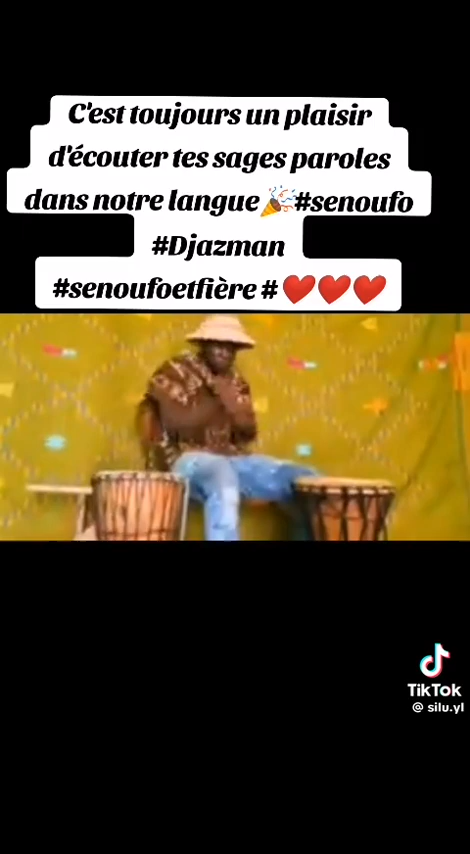 C'est toujours un plaisir
d'écouter tes sages paroles
dans notre langue 🎉#senoufo
#Djazman
#senoufoetfière # ❤️❤️❤️
TikTok
@ silu.yl